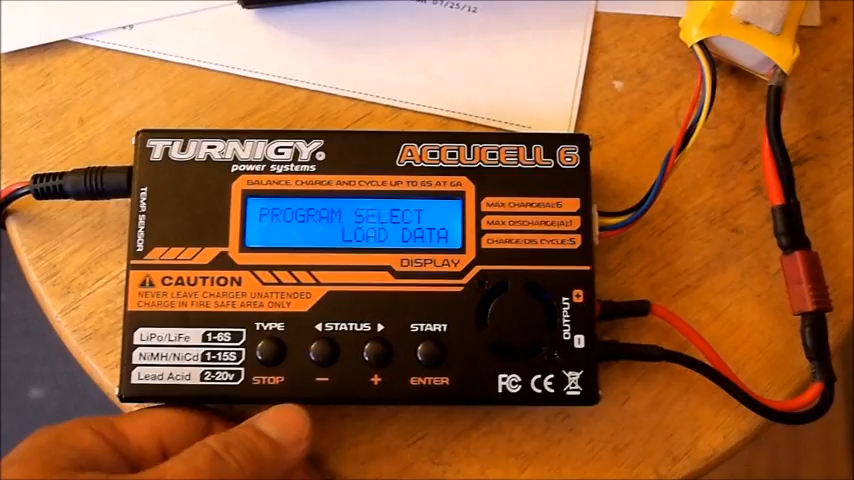 07/25/12
TURNIGY
power systems
ACCUCELL 6
BALANCE CHARGE AND CYCLE UP TO 6S AT 6A
PROGRAM SELECT
LOAD DATA
DISPLAY
MAX CHARGE(A):6
MAX DISCHARGE(A):1
CHARGE/DIS CYCLE:5
TEMP. SENSOR
CAUTION
NEVER LEAVE CHARGER UNATTENDED
CHARGE IN FIRE SAFE AREA ONLY
LiPo/LiFe 1-6S
NiMH/NiCd 1-15S
Lead Acid 2-20v
TYPE STATUS START
STOP - + ENTER
OUTPUT
+
FC CE